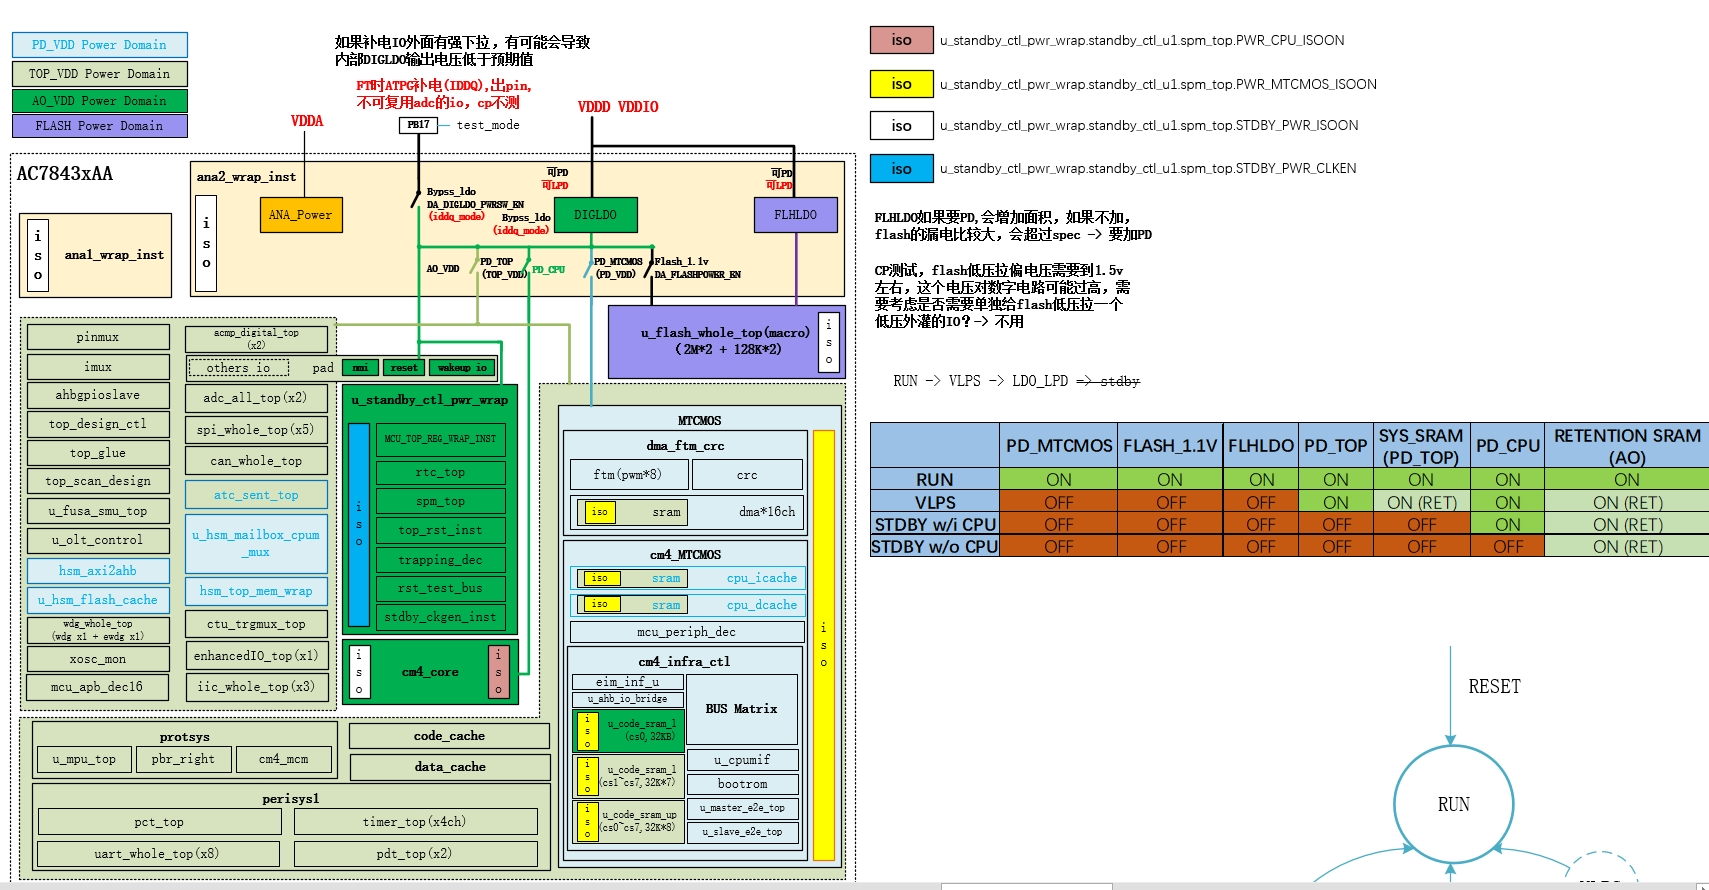 PD_VDD Power Domain
TOP_VDD Power Domain
AO_VDD Power Domain
FLASH Power Domain
如果补电IO外面有强下拉，有可能会导致
内部DIGLDO输出电压低于预期值
FT时ATPG补电(IDDQ),出pin,
不可复用adc的io，cp不测
VDDA
PB17
test_mode
VDDD VDDIO
AC7843xAA
ana2_wrap_inst
iso
ANA_Power
iso
ana1_wrap_inst
Bypss_ldo
DA_DIGLDO_PWRSW_EN
(iddq_mode)
可PD
可LPD
Bypss_ldo
(iddq_mode)
DIGLDO
可PD
可LPD
FLHLDO
AO_VDD
PD_TOP
(TOP_VDD)
PD_CPU
PD_MTCMOS
(PD_VDD)
Flash_1.1v
DA_FLASHPOWER_EN
u_flash_whole_top(macro)
(2M*2 + 128K*2)
iso
pinmux
imux
ahbgpioslave
top_design_ctl
top_glue
top_scan_design
u_fusa_smu_top
u_olt_control
hsm_axi2ahb
u_hsm_flash_cache
wdg_whole_top
(wdg x1 + ewdg x1)
xosc_mon
mcu_apb_dec16
acmp_digital_top
(x2)
others io
pad
nmi
reset
wakeup io
adc_all_top(x2)
spi_whole_top(x5)
can_whole_top
atc_sent_top
u_hsm_mailbox_cpum
_mux
hsm_top_mem_wrap
ctu_trgmux_top
enhancedIO_top(x1)
iic_whole_top(x3)
u_standby_ctl_pwr_wrap
iso
MCU_TOP_REG_WRAP_INST
rtc_top
spm_top
top_rst_inst
trapping_dec
rst_test_bus
stdby_ckgen_inst
iso
cm4_core
iso
MTCMOS
dma_ftm_crc
ftm(pwm*8)
crc
iso
sram
dma*16ch
cm4_MTCMOS
iso
sram
cpu_icache
iso
sram
cpu_dcache
mcu_periph_dec
cm4_infra_ctl
eim_inf_u
u_ahb_io_bridge
BUS Matrix
iso
u_code_sram_l
(cs0,32KB)
iso
u_code_sram_l
(cs1~cs7,32K*7)
iso
u_code_sram_up
(cs0~cs7,32K*8)
u_cpumif
bootrom
u_master_e2e_top
u_slave_e2e_top
iso
protsys
u_mpu_top
pbr_right
cm4_mcm
code_cache
data_cache
perisys1
pct_top
timer_top(x4ch)
uart_whole_top(x8)
pdt_top(x2)
iso u_standby_ctl_pwr_wrap.standby_ctl_u1.spm_top.PWR_CPU_ISOON
iso u_standby_ctl_pwr_wrap.standby_ctl_u1.spm_top.PWR_MTCMOS_ISOON
iso u_standby_ctl_pwr_wrap.standby_ctl_u1.spm_top.STDBY_PWR_ISOON
iso u_standby_ctl_pwr_wrap.standby_ctl_u1.spm_top.STDBY_PWR_CLKEN
FLHLDO如果要PD,会增加面积，如果不加，
flash的漏电比较大，会超过spec -> 要加PD
CP测试，flash低压拉偏电压需要到1.5v
左右，这个电压对数字电路可能过高，需
要考虑是否需要单独给flash低压拉一个
低压外灌的IO？-> 不用
RUN -> VLPS -> LDO_LPD => stdby
PD_MTCMOS FLASH_1.1V FLHLDO PD_TOP SYS_SRAM (PD_TOP) PD_CPU RETENTION SRAM (AO)
RUN ON ON ON ON ON ON ON
VLPS OFF OFF OFF ON ON (RET) ON ON (RET)
STDBY w/i CPU OFF OFF OFF OFF OFF ON ON (RET)
STDBY w/o CPU OFF OFF OFF OFF OFF OFF ON (RET)
RESET
RUN